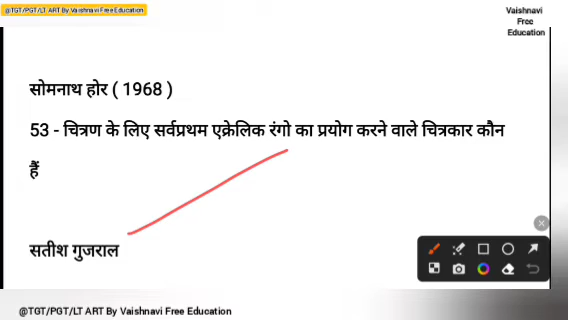 @TGT/PGT/LT ART By Vaishnavi Free Education
Vaishnavi
Free
Education
सोमनाथ होर ( 1968 )
53 - चित्रण के लिए सर्वप्रथम एक्रेलिक रंगो का प्रयोग करने वाले चित्रकार कौन
हैं
सतीश गुजराल
@TGT/PGT/LT ART By Vaishnavi Free Education